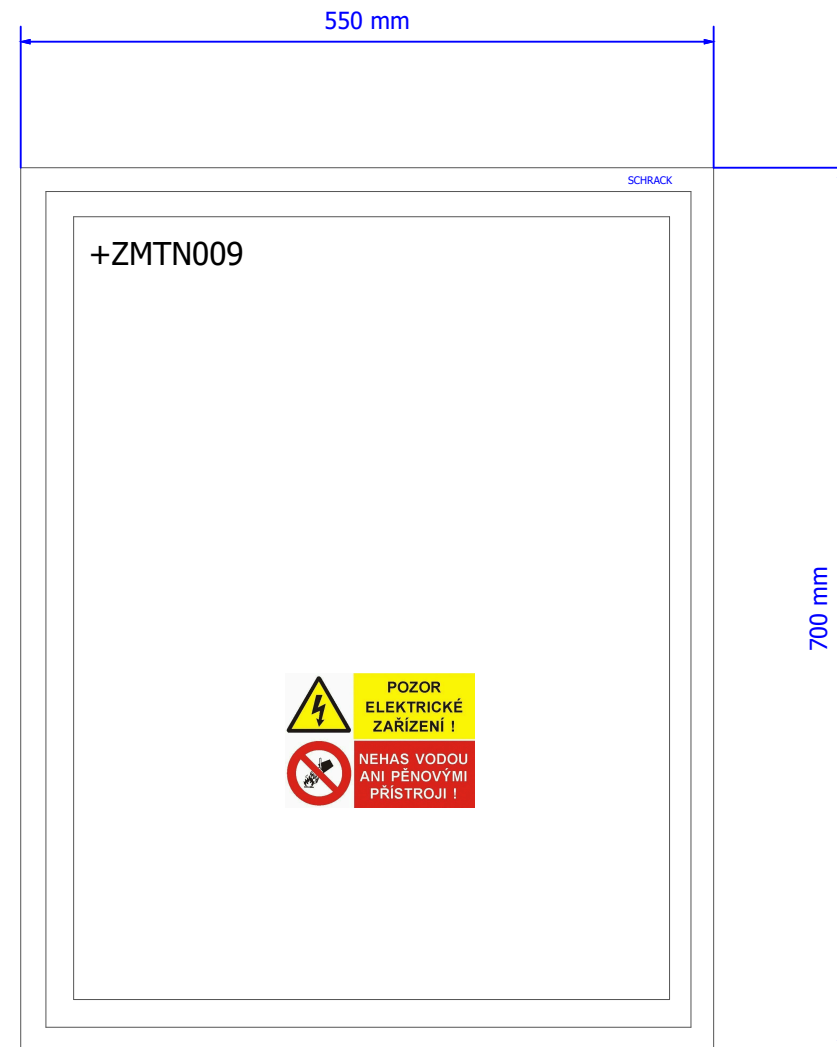 550 mm
SCHRACK
+ZMTN009
700 mm
POZOR
ELEKTRICKÉ
ZAŘÍZENÍ !
NEHAS VODOU
ANI PĚNOVÝMI
PŘÍSTROJI !